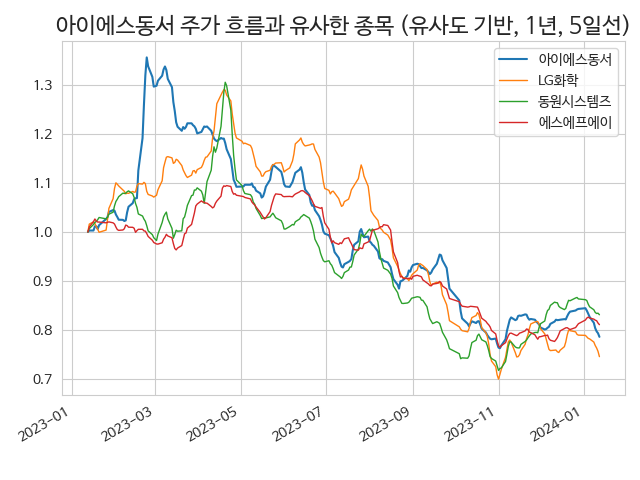 아이에스동서 주가 흐름과 유사한 종목 (유사도 기반, 1년, 5일선)
아이에스동서
LG화학
동원시스템즈
에스에프에이
1.3
1.2
1.1
1.0
0.9
0.8
0.7
2023-01
2023-03
2023-05
2023-07
2023-09
2023-11
2024-01